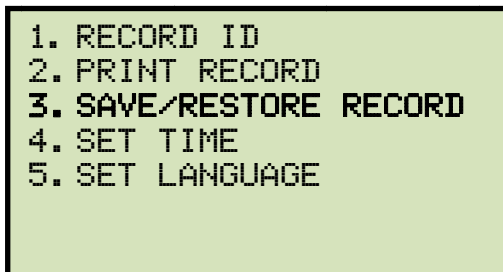 1. RECORD ID
2. PRINT RECORD
3. SAVE/RESTORE RECORD
4. SET TIME
5. SET LANGUAGE